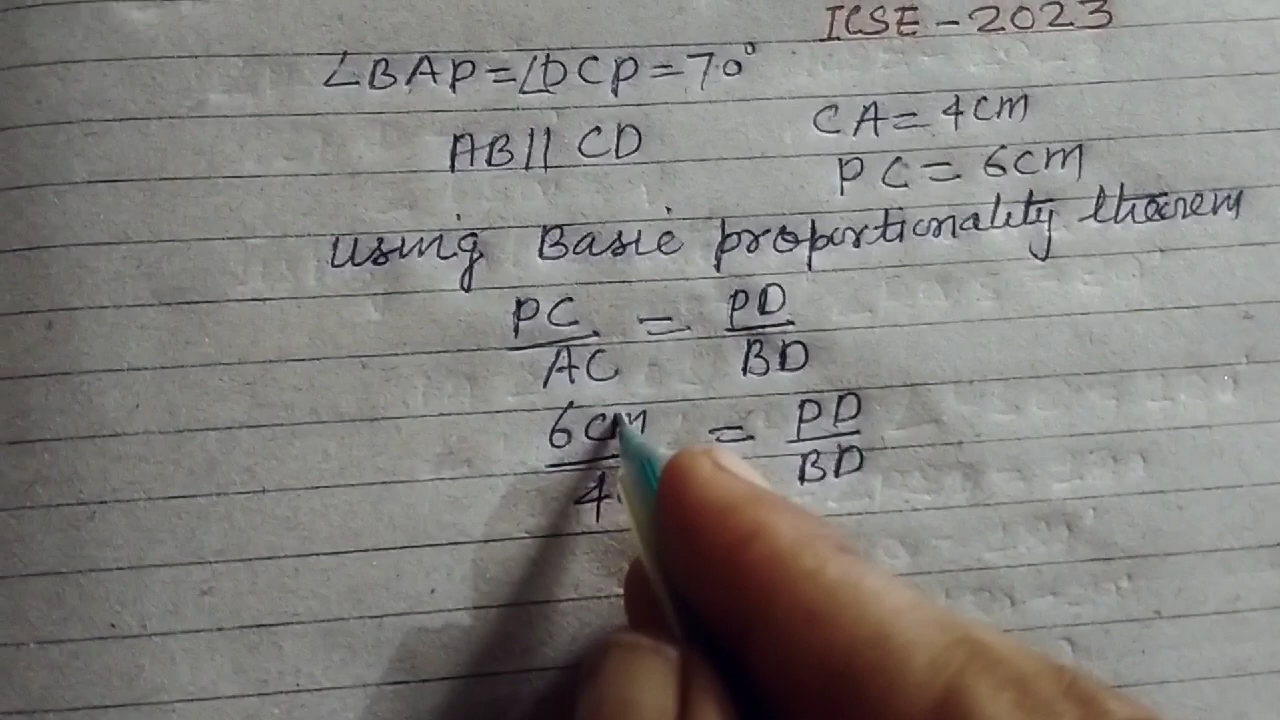 ICSE - 2023
∠BAP = ∠DCP = 70°
CA = 4cm
AB || CD
PC = 6cm
using Basic proportionality theorem
PC/AC = PD/BD
6cm/4 = PD/BD